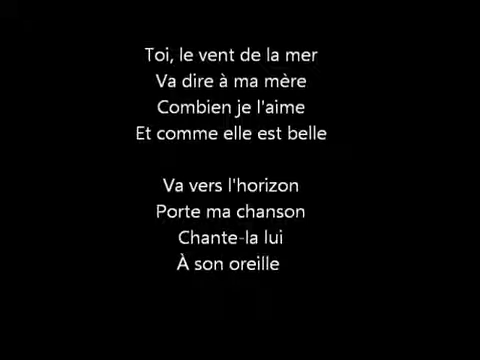 Toi, le vent de la mer
Va dire à ma mère
Combien je l'aime
Et comme elle est belle
Va vers l'horizon
Porte ma chanson
Chante-la lui
À son oreille